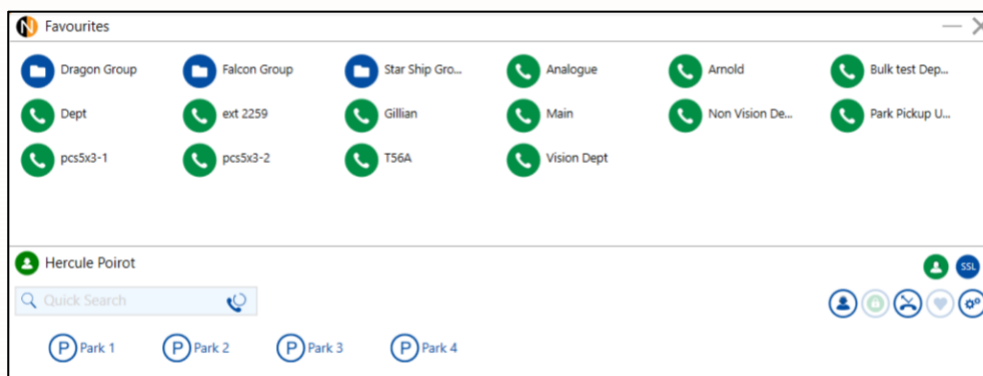 N Favourites
Dragon Group Falcon Group Star Ship Gro... Analogue Arnold Bulk test Dep...
Dept ext 2259 Gillian Main Non Vision De... Park Pickup U...
pcs5x3-1 pcs5x3-2 T56A Vision Dept
Hercule Poirot SSL
Quick Search
P Park 1 P Park 2 P Park 3 P Park 4